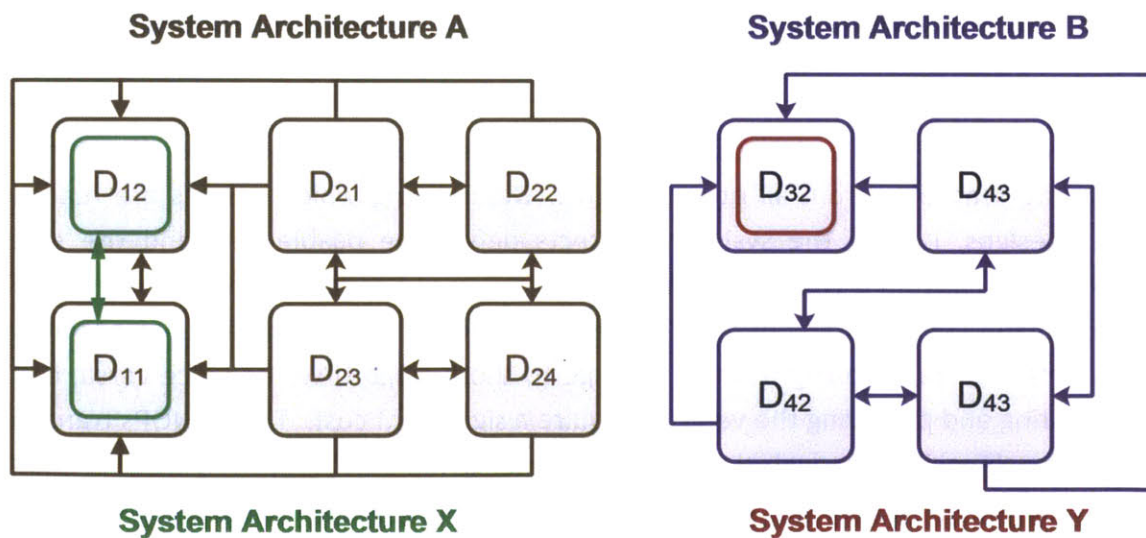 System Architecture A
System Architecture B
D12
D21
D22
D32
D43
D11
D23
D24
D42
D43
System Architecture X
System Architecture Y